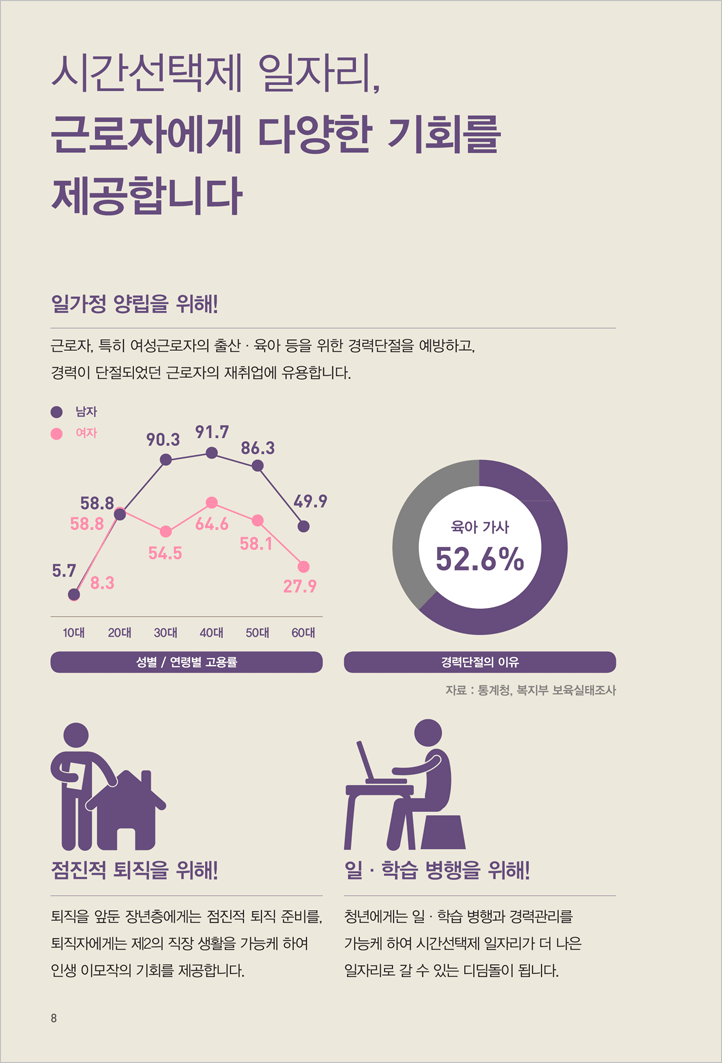 시간선택제 일자리,
근로자에게 다양한 기회를
제공합니다
일가정 양립을 위해!
근로자, 특히 여성근로자의 출산 · 육아 등을 위한 경력단절을 예방하고,
경력이 단절되었던 근로자의 재취업에 유용합니다.
남자
여자
5.7
58.8
90.3
91.7
86.3
49.9
8.3
58.8
54.5
64.6
58.1
27.9
10대 20대 30대 40대 50대 60대
성별 / 연령별 고용률
육아 가사
52.6%
경력단절의 이유
자료 : 통계청, 복지부 보육실태조사
점진적 퇴직을 위해!
퇴직을 앞둔 장년층에게는 점진적 퇴직 준비를,
퇴직자에게는 제2의 직장 생활을 가능케 하여
인생 이모작의 기회를 제공합니다.
일 · 학습 병행을 위해!
청년에게는 일 · 학습 병행과 경력관리를
가능케 하여 시간선택제 일자리가 더 나은
일자리로 갈 수 있는 디딤돌이 됩니다.
8